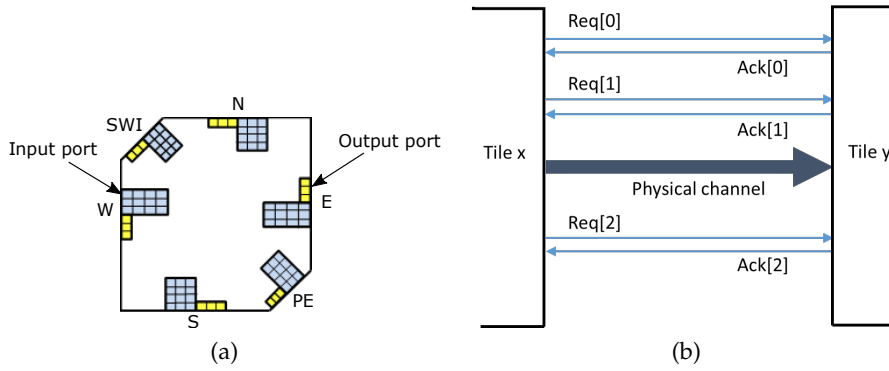 N
SWI
Input port
Output port
W
E
S
PE
(a)
Req[0]
Ack[0]
Req[1]
Ack[1]
Tile x
Tile y
Physical channel
Req[2]
Ack[2]
(b)